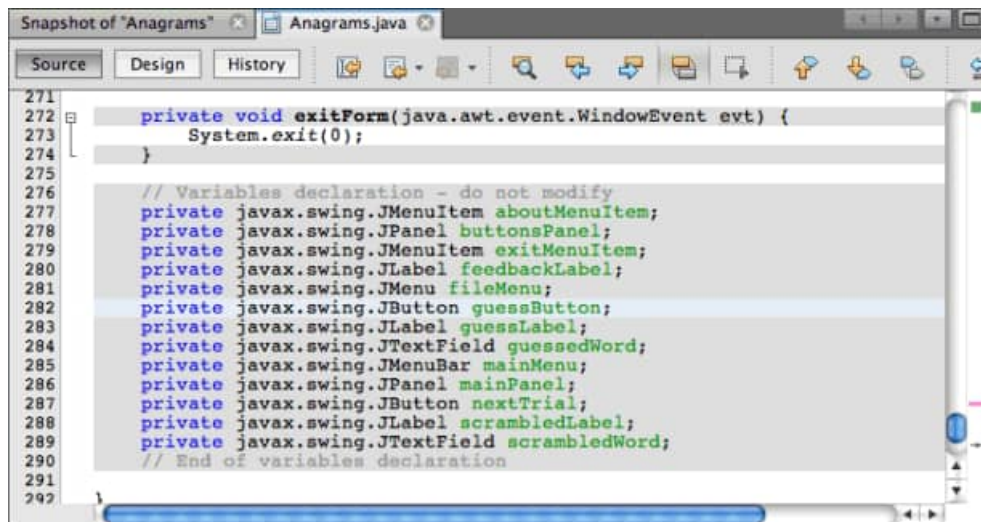 Snapshot of "Anagrams" Anagrams.java
Source Design History
271
272 private void exitForm(java.awt.event.WindowEvent evt) {
273 System.exit(0);
274 }
275
276 // Variables declaration - do not modify
277 private javax.swing.JMenuItem aboutMenuItem;
278 private javax.swing.JPanel buttonsPanel;
279 private javax.swing.JMenuItem exitMenuItem;
280 private javax.swing.JLabel feedbackLabel;
281 private javax.swing.JMenu fileMenu;
282 private javax.swing.JButton guessButton;
283 private javax.swing.JLabel guessLabel;
284 private javax.swing.JTextField guessedWord;
285 private javax.swing.JMenuBar mainMenu;
286 private javax.swing.JPanel mainPanel;
287 private javax.swing.JButton nextTrial;
288 private javax.swing.JLabel scrambledLabel;
289 private javax.swing.JTextField scrambledWord;
290 // End of variables declaration
291
292 }